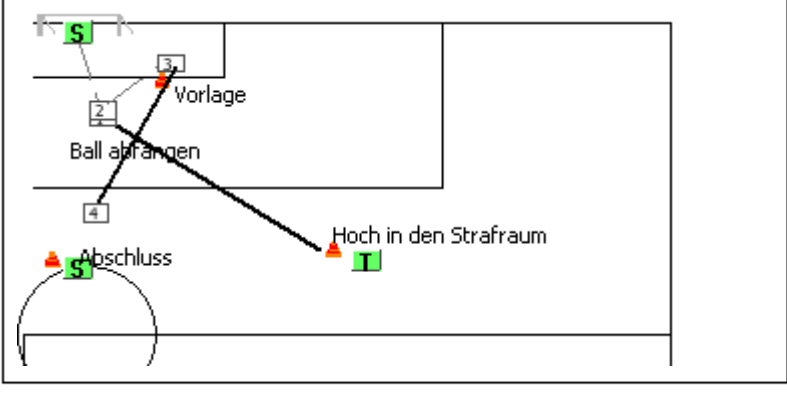 S
3
Vorlage
2
Ball abfangen
4
Hoch in den Strafraum
T
Abschluss
S